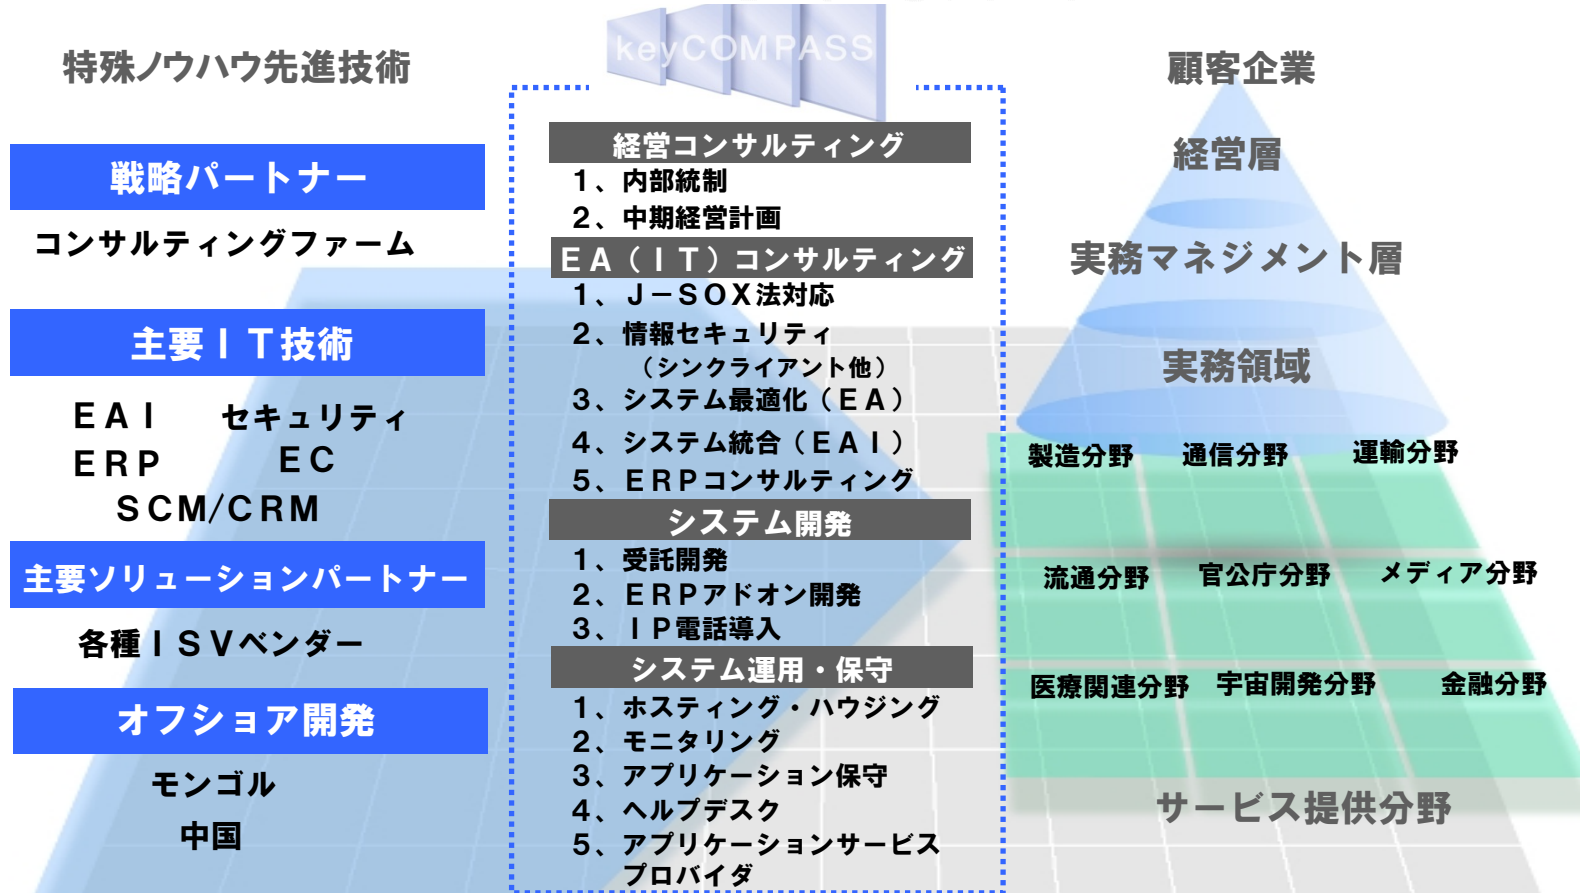 特殊ノウハウ先進技術
戦略パートナー
コンサルティングファーム
主要ＩＴ技術
ＥＡＩ　セキュリティ
ＥＲＰ　ＥＣ
ＳＣＭ/ＣＲＭ
主要ソリューションパートナー
各種ＩＳＶベンダー
オフショア開発
モンゴル
中国
keyCOMPASS
経営コンサルティング
１、内部統制
２、中期経営計画
ＥＡ（ＩＴ）コンサルティング
１、Ｊ－ＳＯＸ法対応
２、情報セキュリティ
（シンクライアント他）
３、システム最適化（ＥＡ）
４、システム統合（ＥＡＩ）
５、ＥＲＰコンサルティング
システム開発
１、受託開発
２、ＥＲＰアドオン開発
３、ＩＰ電話導入
システム運用・保守
１、ホスティング・ハウジング
２、モニタリング
３、アプリケーション保守
４、ヘルプデスク
５、アプリケーションサービス
プロバイダ
顧客企業
経営層
実務マネジメント層
実務領域
製造分野　通信分野　運輸分野
流通分野　官公庁分野　メディア分野
医療関連分野　宇宙開発分野　金融分野
サービス提供分野